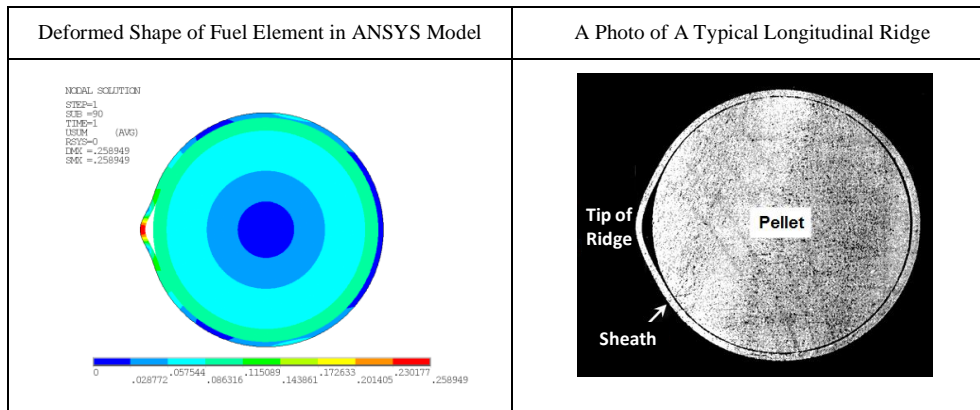 Deformed Shape of Fuel Element in ANSYS Model
A Photo of A Typical Longitudinal Ridge
NODAL SOLUTION
STEP=1
SUB =90
TIME=1
USUM (AVG)
RSYS=0
DMX =.258949
SMX =.258949
0
.028772
.057544
.086316
.115089
.143861
.172633
.201405
.230177
.258949
Tip of
Ridge
Pellet
Sheath